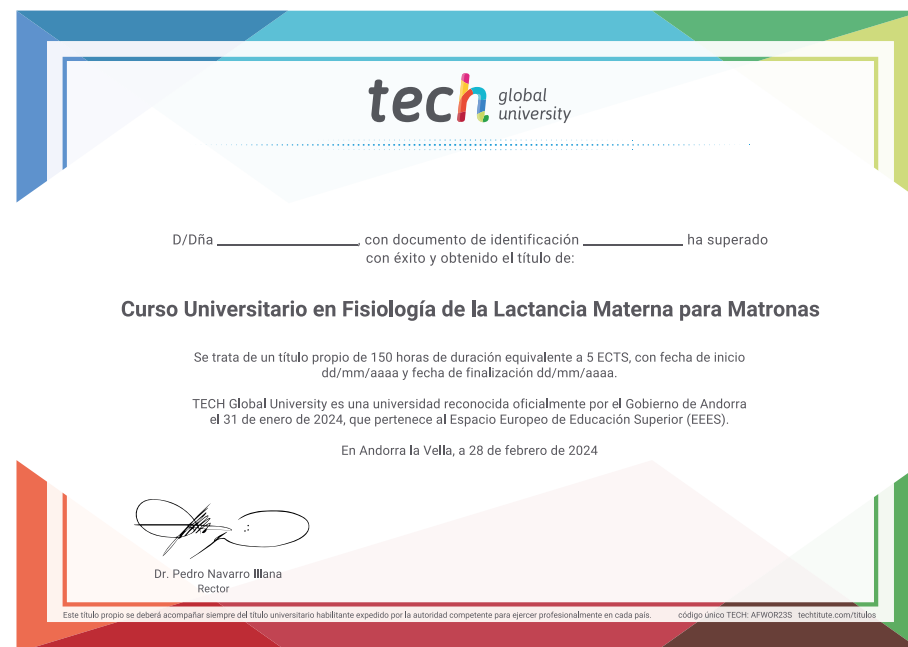 tech global university
D/Dña ________________, con documento de identificación ____________ ha superado
con éxito y obtenido el título de:
Curso Universitario en Fisiología de la Lactancia Materna para Matronas
Se trata de un título propio de 150 horas de duración equivalente a 5 ECTS, con fecha de inicio
dd/mm/aaaa y fecha de finalización dd/mm/aaaa.
TECH Global University es una universidad reconocida oficialmente por el Gobierno de Andorra
el 31 de enero de 2024, que pertenece al Espacio Europeo de Educación Superior (EEES).
En Andorra la Vella, a 28 de febrero de 2024
Dr. Pedro Navarro Illana
Rector
Este título propio se deberá acompañar siempre del título universitario habilitante expedido por la autoridad competente para ejercer profesionalmente en cada país. código único TECH: AFWOR23S techtitute.com/titulos